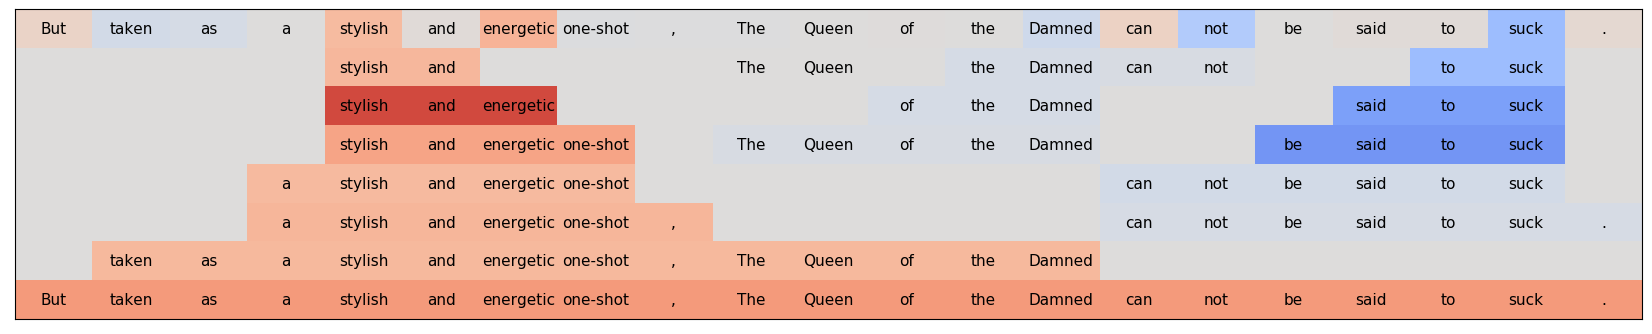 But taken as a stylish and energetic one-shot , The Queen of the Damned can not be said to suck .
stylish and The Queen the Damned can not to suck
stylish and energetic of the Damned said to suck
stylish and energetic one-shot The Queen of the Damned be said to suck
a stylish and energetic one-shot can not be said to suck
a stylish and energetic one-shot , can not be said to suck .
taken as a stylish and energetic one-shot , The Queen of the Damned
But taken as a stylish and energetic one-shot , The Queen of the Damned can not be said to suck .